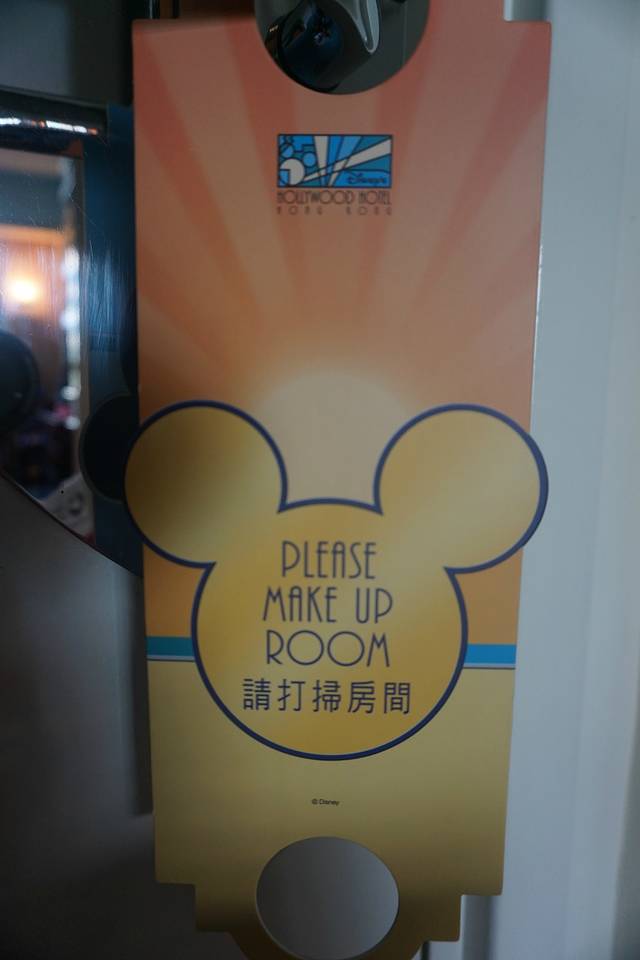 Disney's
HOLLYWOOD HOTEL
HONG KONG
PLEASE
MAKE UP
ROOM
請打掃房間
© Disney